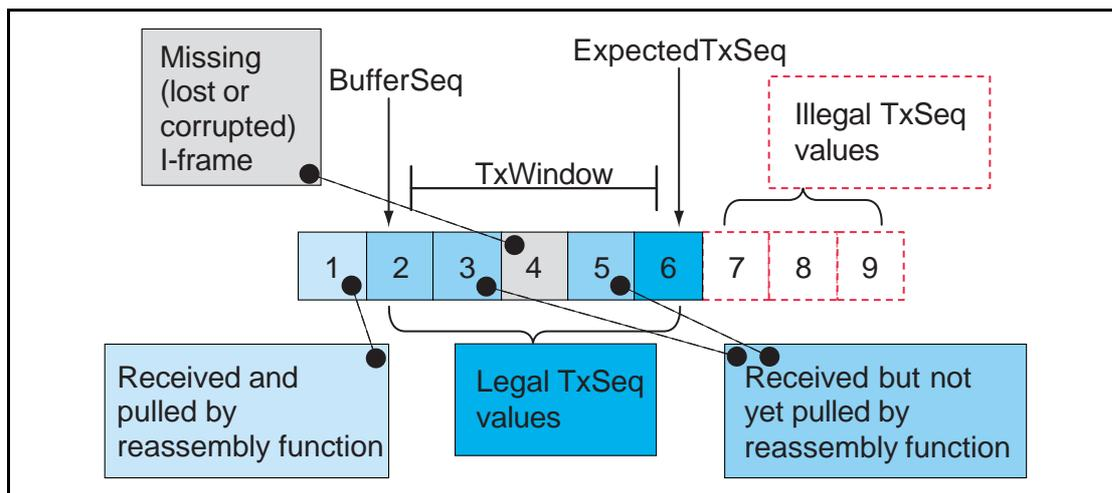 Missing
(lost or
corrupted)
I-frame
BufferSeq
ExpectedTxSeq
TxWindow
Illegal TxSeq
values
1 2 3 4 5 6 7 8 9
Received and
pulled by
reassembly function
Legal TxSeq
values
Received but not
yet pulled by
reassembly function